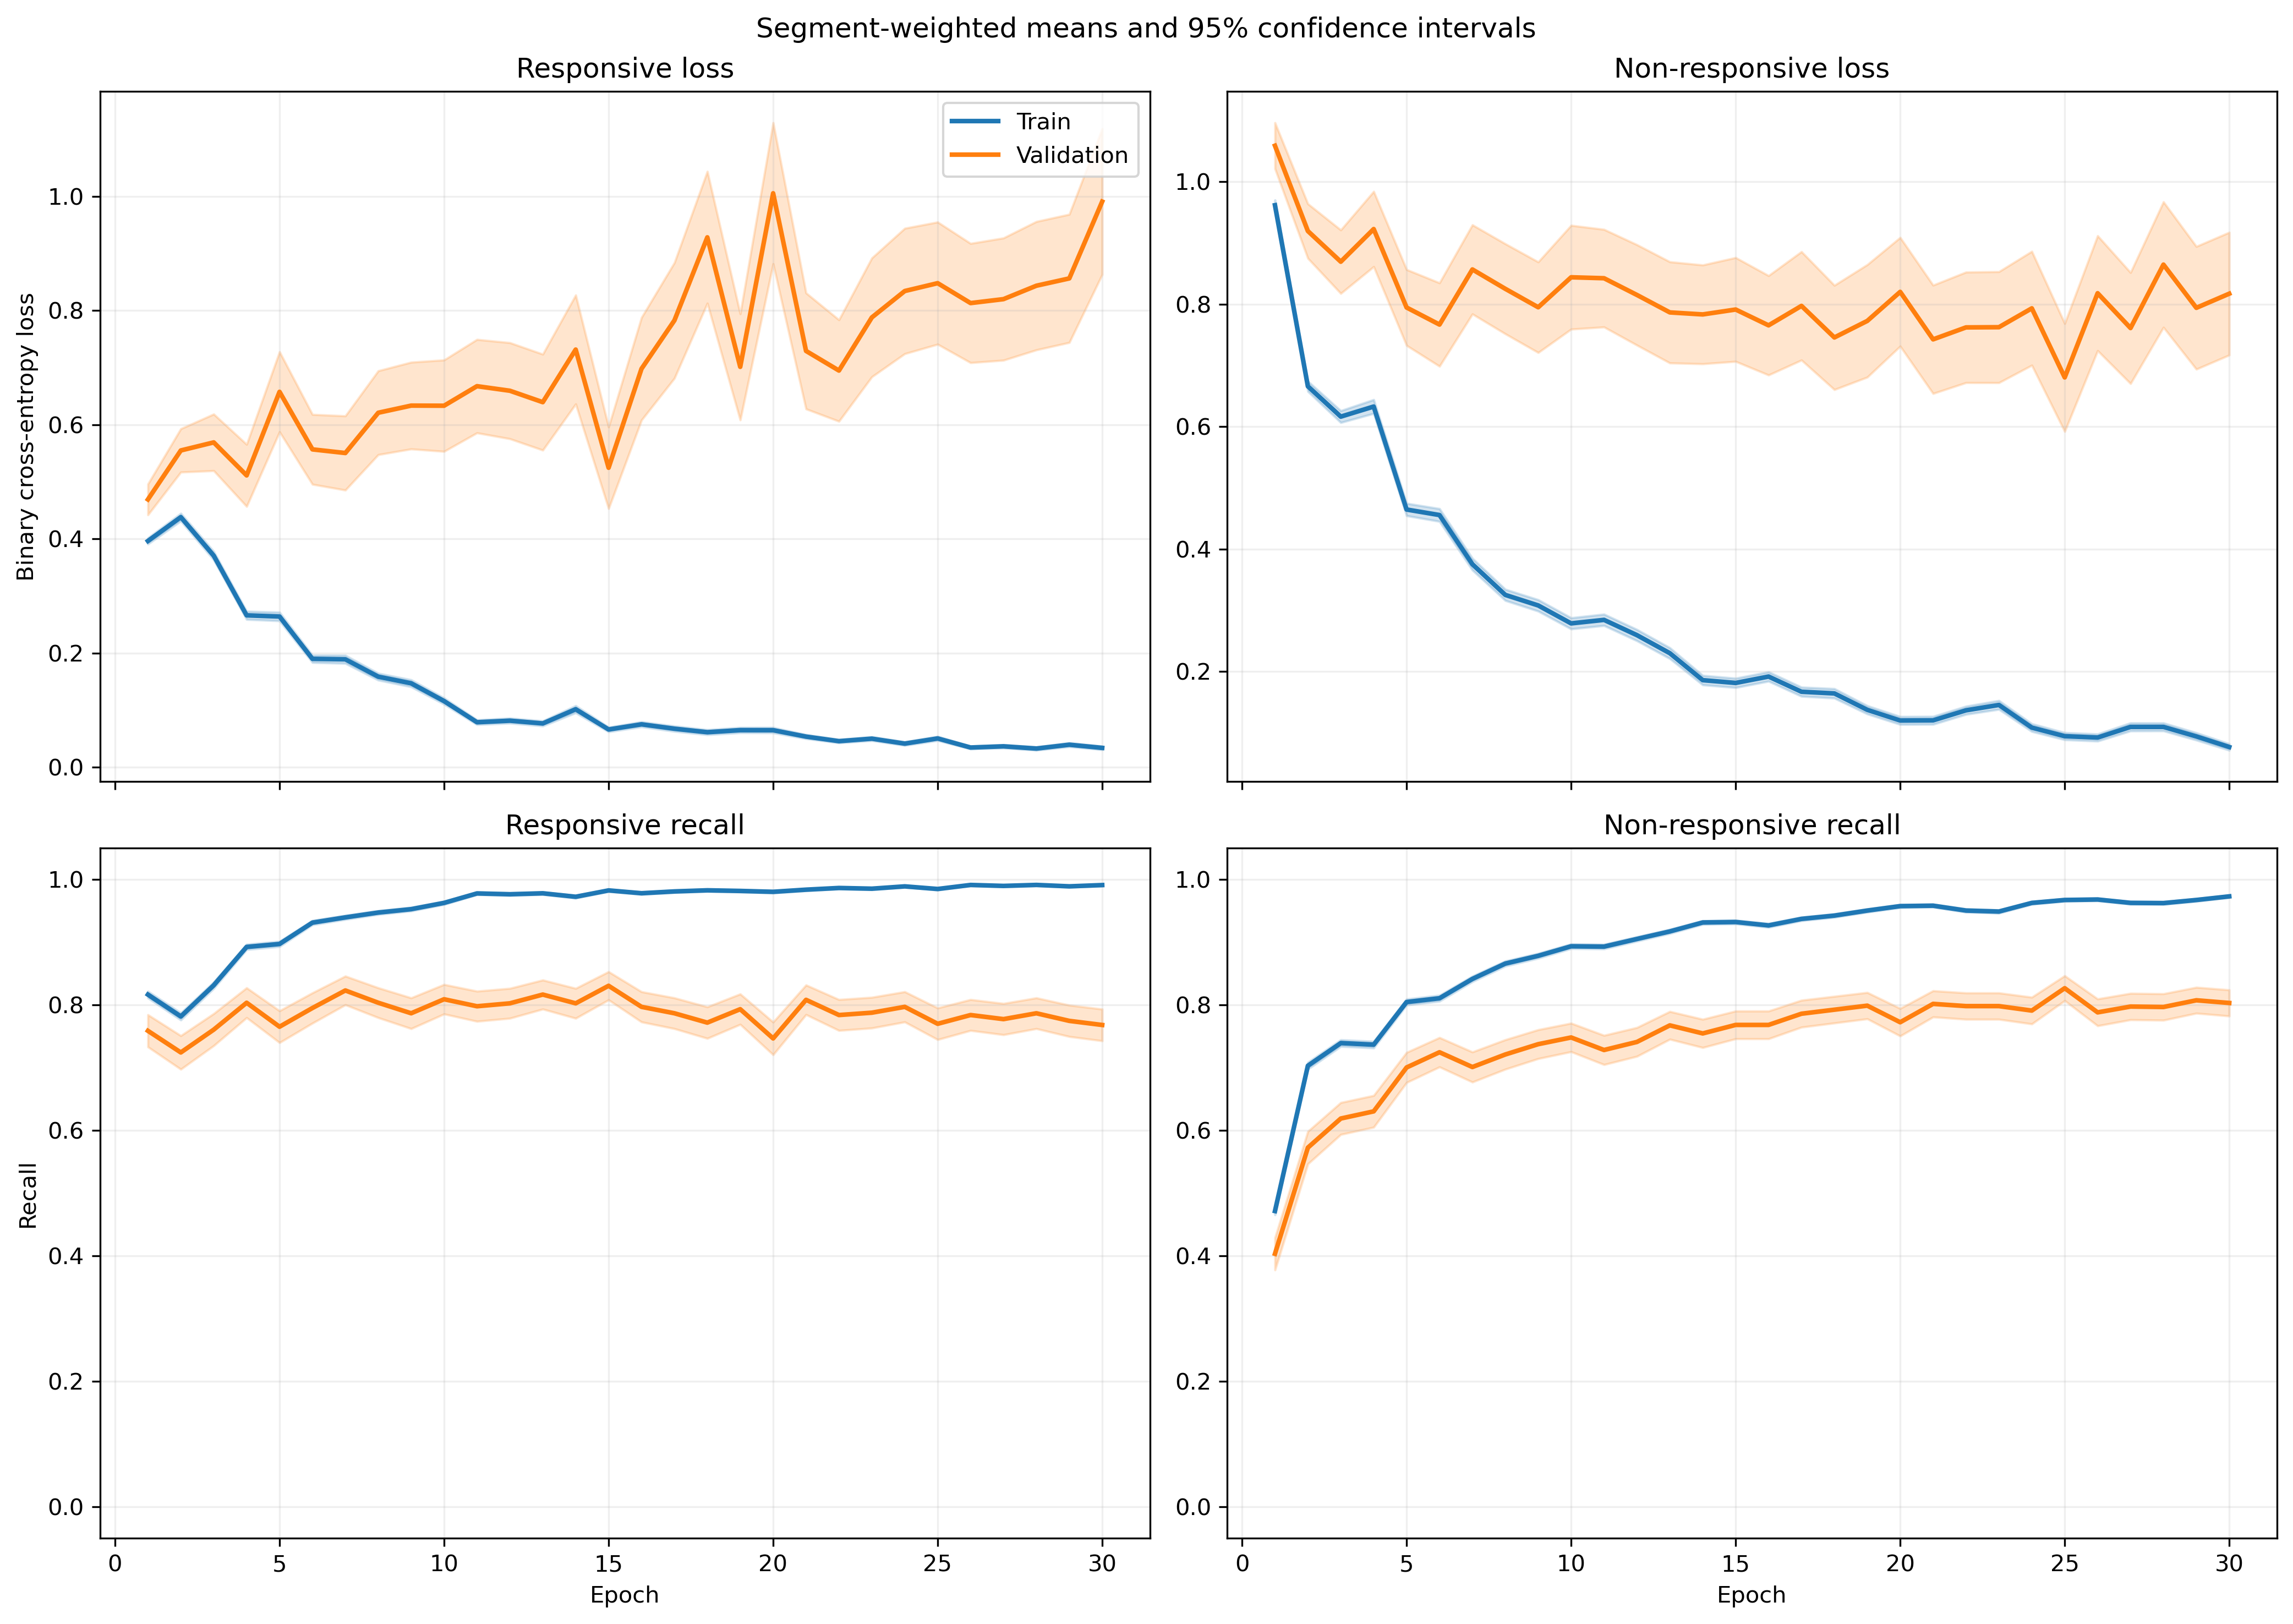 Segment-weighted means and 95% confidence intervals
Responsive loss
Non-responsive loss
Train
Validation
Binary cross-entropy loss
1.0
0.8
0.6
0.4
0.2
0.0
1.0
0.8
0.6
0.4
0.2
Responsive recall
Non-responsive recall
Recall
1.0
0.8
0.6
0.4
0.2
0.0
0 5 10 15 20 25 30
Epoch
1.0
0.8
0.6
0.4
0.2
0.0
0 5 10 15 20 25 30
Epoch